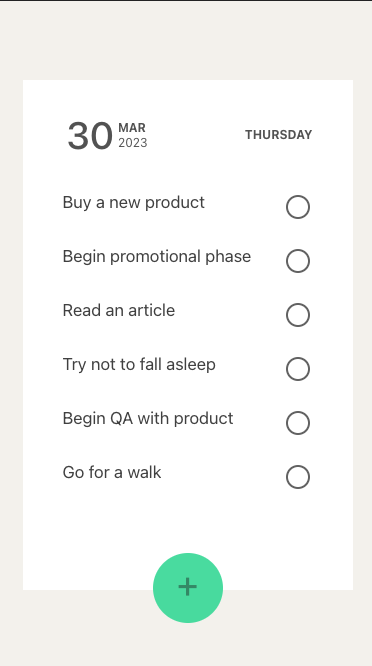 30 MAR
2023
THURSDAY
Buy a new product
Begin promotional phase
Read an article
Try not to fall asleep
Begin QA with product
Go for a walk
+